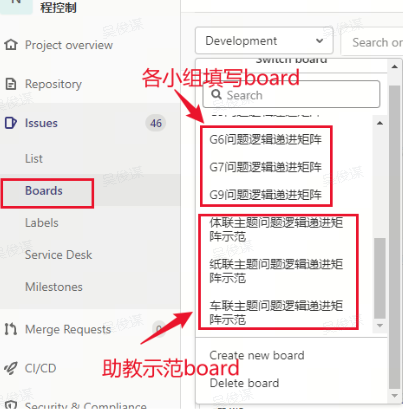 程控制
Project overview
Repository
Issues
46
List
Boards
Labels
Service Desk
Milestones
Merge Requests
0
CI/CD
Security & Compliance
Development
Search or
Switch board
各小组填写board
Search
G6问题逻辑递进矩阵
G7问题逻辑递进矩阵
G9问题逻辑递进矩阵
体联主题问题逻辑递进矩
阵示范
纸联主题问题逻辑递进矩
阵示范
车联主题问题逻辑递进矩
阵示范
助教示范board
Create new board
Delete board